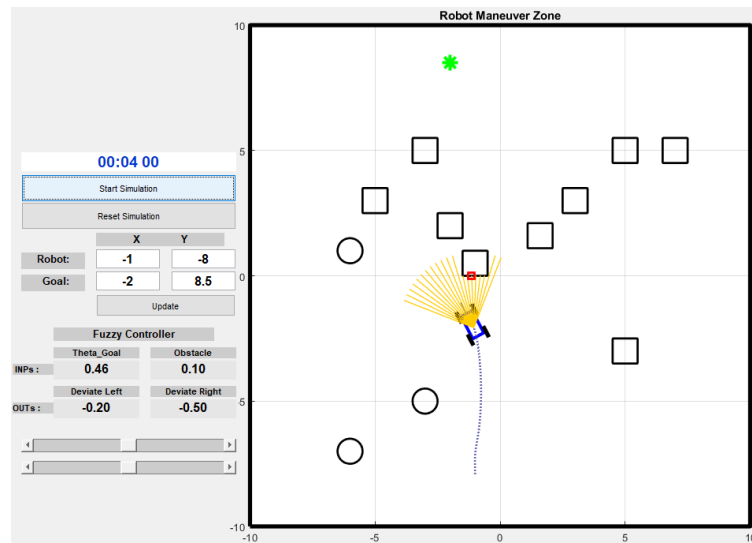 Robot Maneuver Zone
00:04 00
Start Simulation
Reset Simulation
X Y
Robot: -1 -8
Goal: -2 8.5
Update
Fuzzy Controller
Theta_Goal Obstacle
INPs : 0.46 0.10
Deviate Left Deviate Right
OUTs : -0.20 -0.50
10
5
0
5
-10
-10 -5 0 5 10